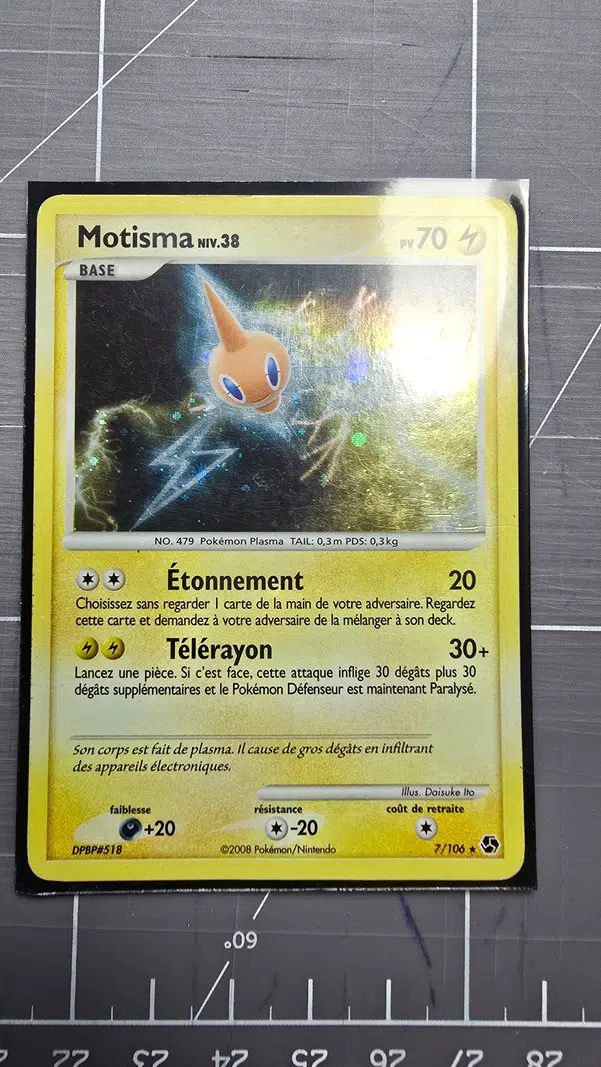 Motisma NIV.38 PV 70
BASE
NO. 479 Pokémon Plasma TAIL: 0,3m PDS: 0,3kg
Étonnement 20
Choisissez sans regarder 1 carte de la main de votre adversaire. Regardez
cette carte et demandez à votre adversaire de la mélanger à son deck.
Télérayon 30+
Lancez une pièce. Si c'est face, cette attaque inflige 30 dégâts plus 30
dégâts supplémentaires et le Pokémon Défenseur est maintenant Paralysé.
Son corps est fait de plasma. Il cause de gros dégâts en infiltrant
des appareils électroniques.
Illus. Daisuke Ito
faiblesse résistance coût de retraite
+20 -20
DPBP#518 ©2008 Pokémon/Nintendo 7/106
60°
22 23 24 25 26 27 28